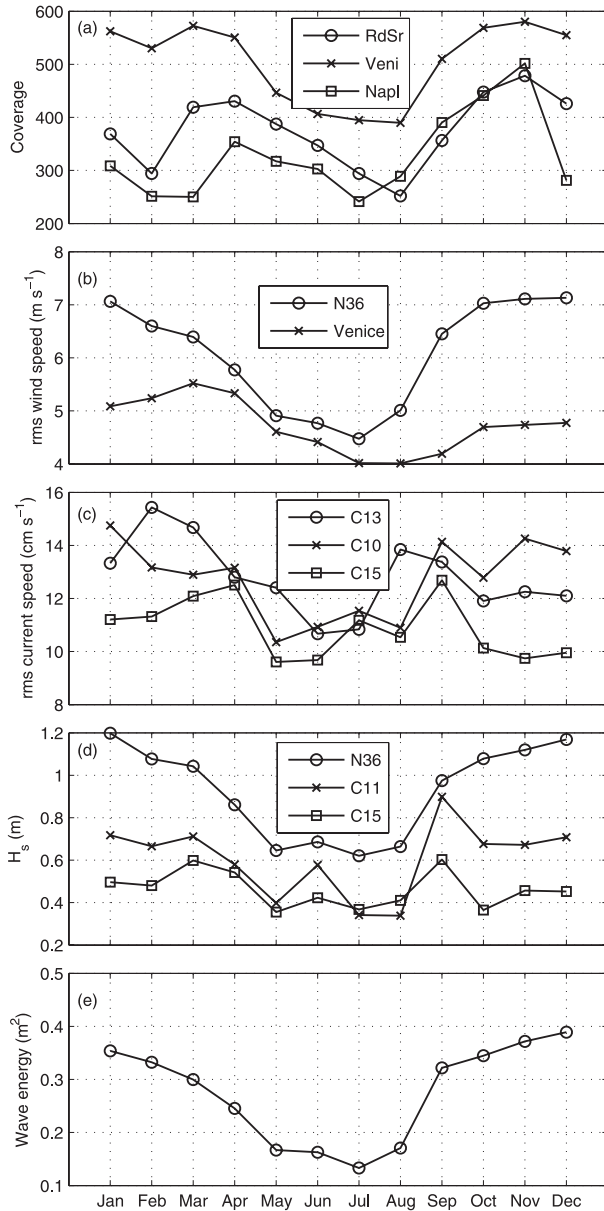 (a)
RdSr
Veni
Napl
Coverage
600
500
400
300
200
(b)
N36
Venice
rms wind speed (m s⁻¹)
8
7
6
5
4
(c)
C13
C10
C15
rms current speed (cm s⁻¹)
16
14
12
10
8
(d)
N36
C11
C15
Hₛ (m)
1.2
1
0.8
0.6
0.4
0.2
(e)
Wave energy (m²)
0.5
0.4
0.3
0.2
0.1
Jan Feb Mar Apr May Jun Jul Aug Sep Oct Nov Dec